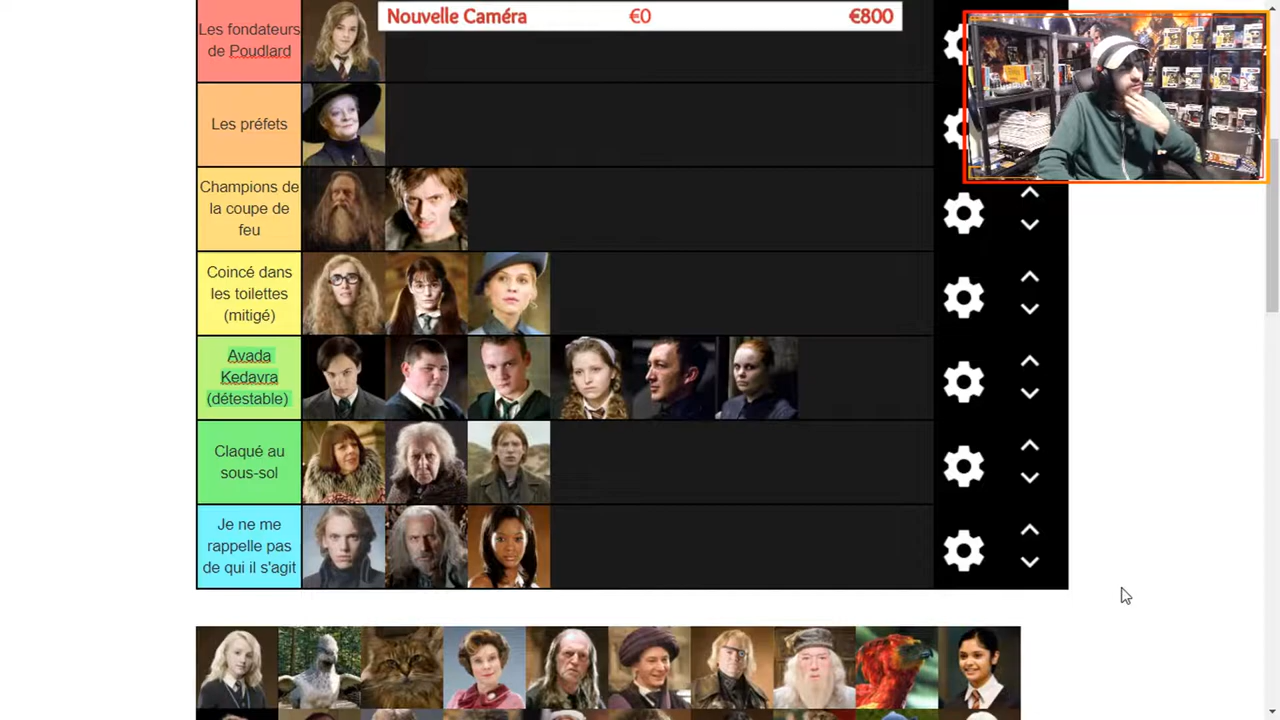 Nouvelle Caméra €0 €800
Les fondateurs
de Poudlard
Les préfets
Champions de
la coupe de
feu
Coincé dans
les toilettes
(mitigé)
Avada
Kedavra
(détestable)
Claqué au
sous-sol
Je ne me
rappelle pas
de qui il s'agit